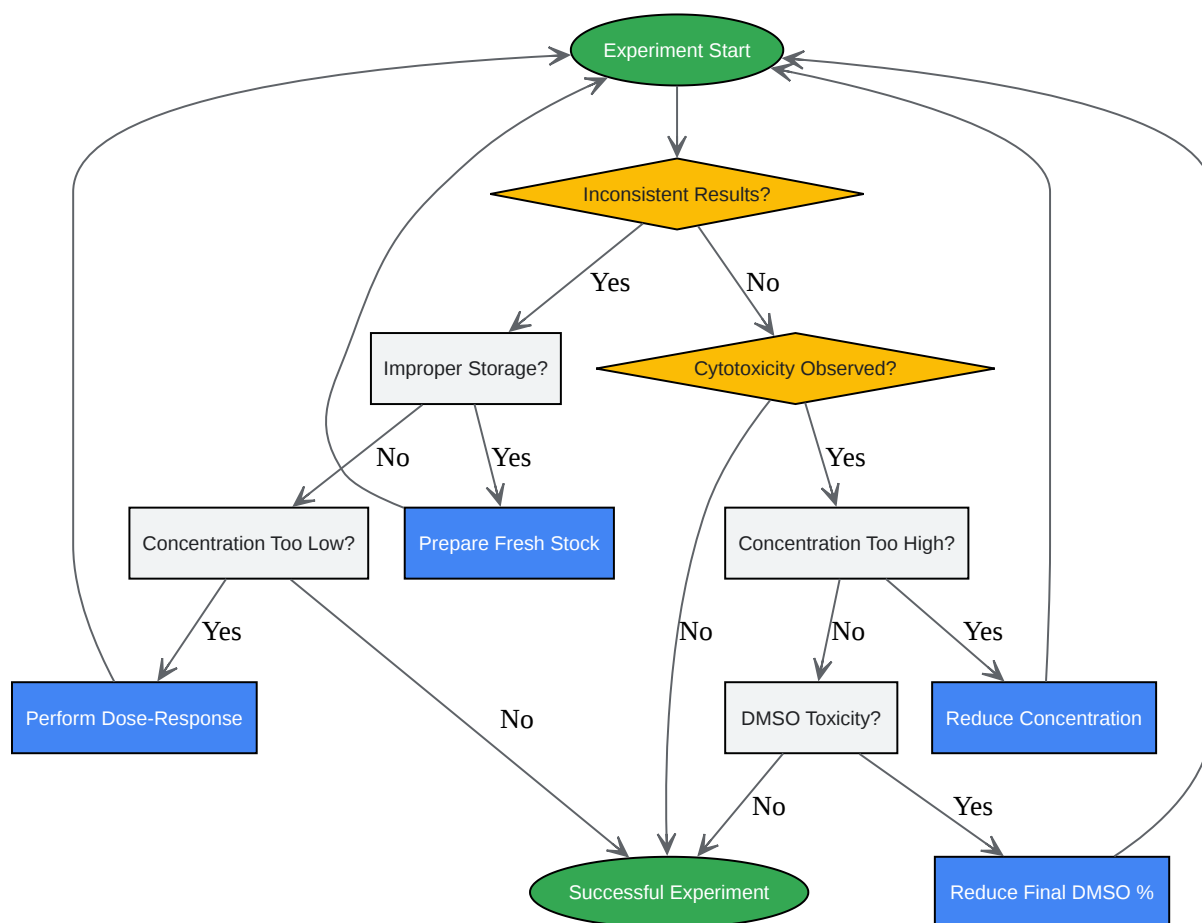 Experiment Start
Inconsistent Results?
Yes
No
Improper Storage?
Cytotoxicity Observed?
No
Yes
Yes
Concentration Too Low?
Prepare Fresh Stock
Concentration Too High?
Yes
No
No
Yes
Perform Dose-Response
No
DMSO Toxicity?
Reduce Concentration
No
Yes
Successful Experiment
Reduce Final DMSO %